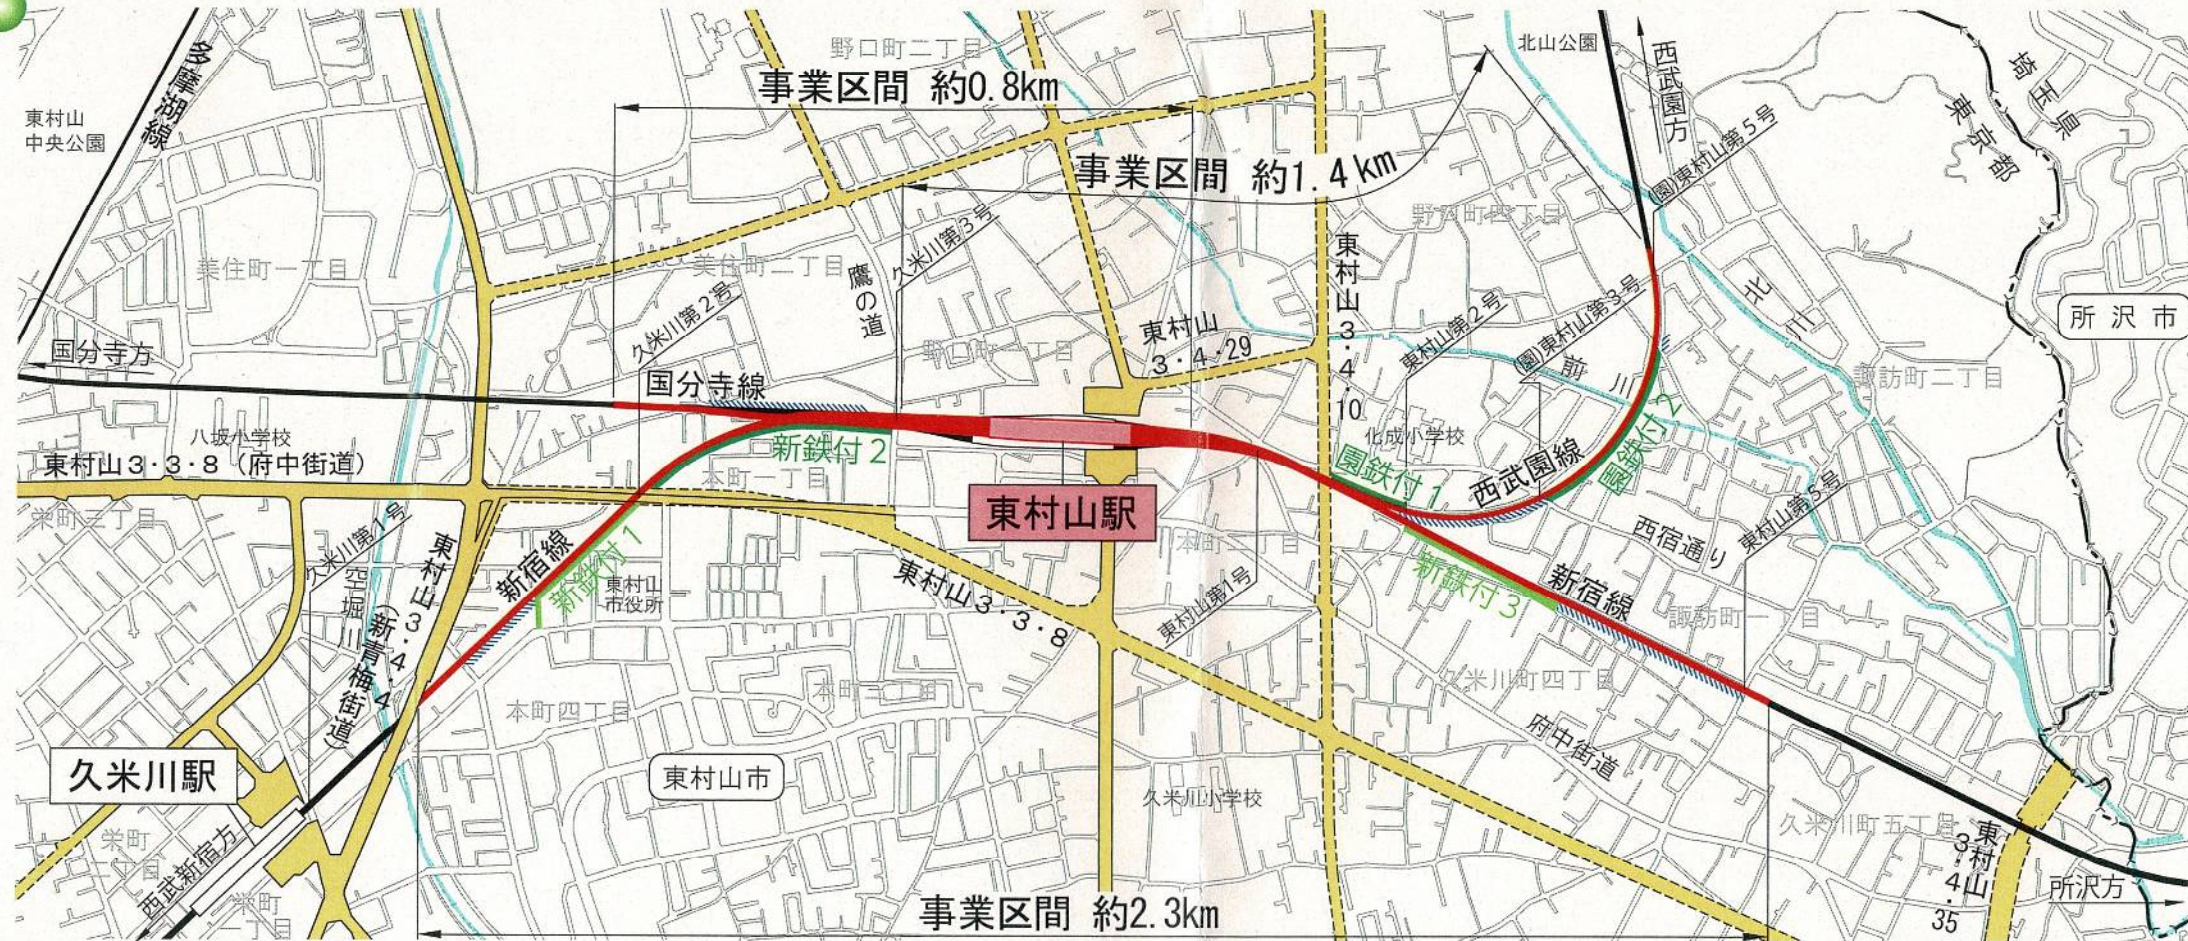 野口町二丁目
北山公園
西武園方
埼玉県
東京都
多摩湖線
東村山
中央公園
事業区間 約0.8km
事業区間 約1.4km
(園)東村山第5号
野口町四丁目
久米川第3号
美住町一丁目
美住町二丁目
鷹の道
久米川第2号
東村山3・4・10
東村山
3・4・29
東村山第2号
(園)東村山第3号
北川
所沢市
国分寺方
国分寺線
野口町一丁目
前川
諏訪町二丁目
八坂小学校
東村山3・3・8(府中街道)
新鉄付2
本町一丁目
化成小学校
園鉄付1
西武園線
園鉄付2
栄町三丁目
久米川第1号
空堀川
東村山3・4・4
(新青梅街道)
新宿線
新鉄付1
東村山
市役所
東村山駅
本町二丁目
東村山3・3・8
東村山第1号
新鉄付3
新宿線
西宿通り
東村山第5号
諏訪町一丁目
久米川町四丁目
本町四丁目
本町三丁目
府中街道
久米川駅
東村山市
久米川小学校
久米川町五丁目
東村山
3・4・35
栄町
二丁目
西武新宿方
栄町
一丁目
事業区間 約2.3km
所沢方